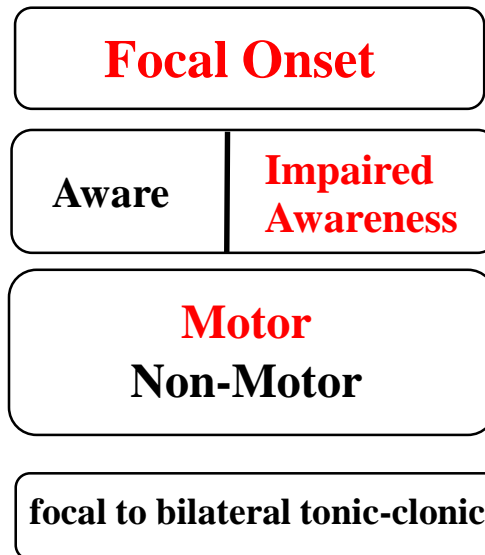 Focal Onset
Aware
Impaired
Awareness
Motor
Non-Motor
focal to bilateral tonic-clonic